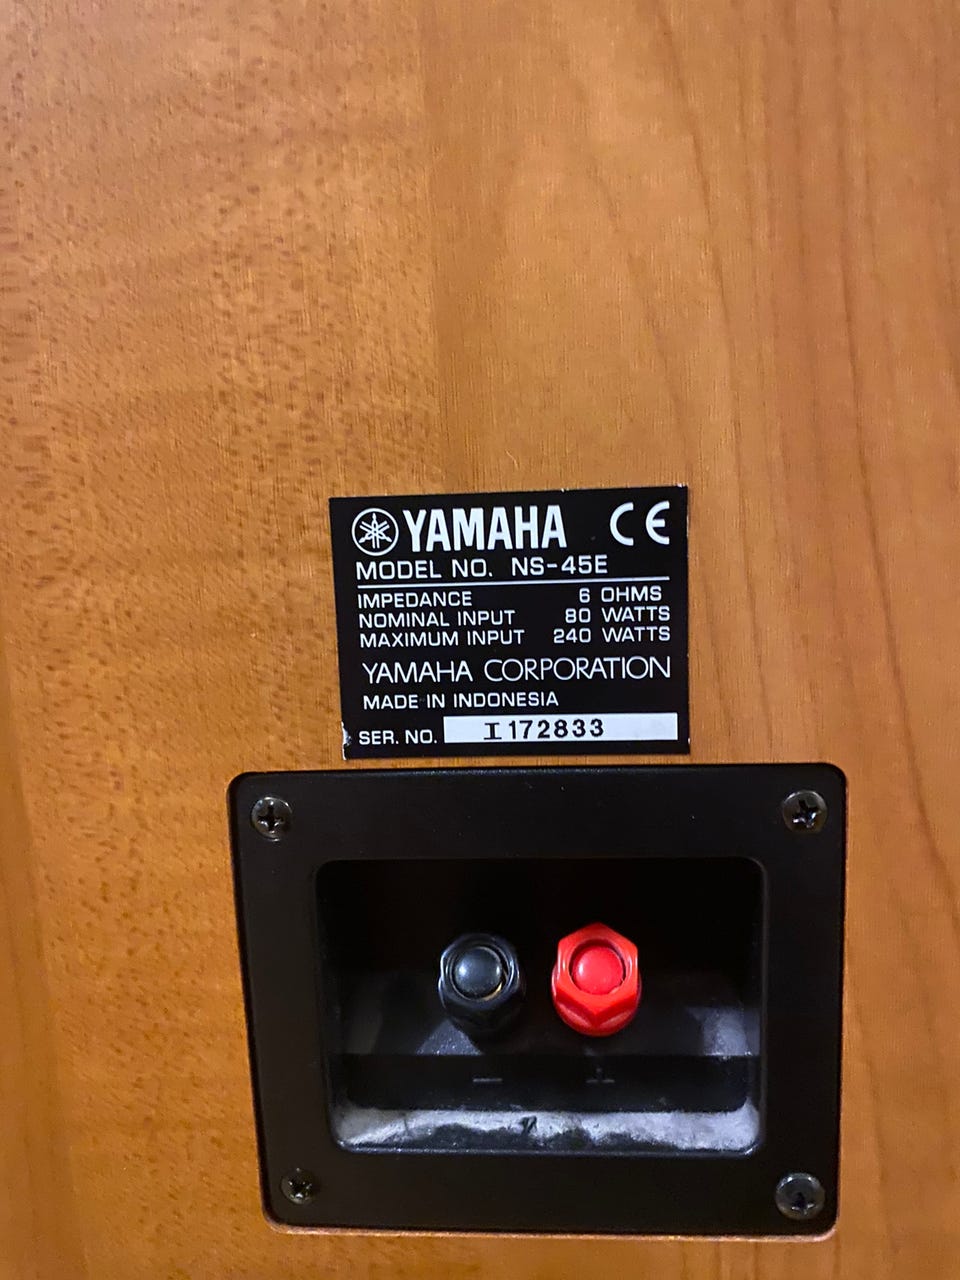 YAMAHA CE
MODEL NO. NS-45E
IMPEDANCE 6 OHMS
NOMINAL INPUT 80 WATTS
MAXIMUM INPUT 240 WATTS
YAMAHA CORPORATION
MADE IN INDONESIA
SER. NO. I172833
− +